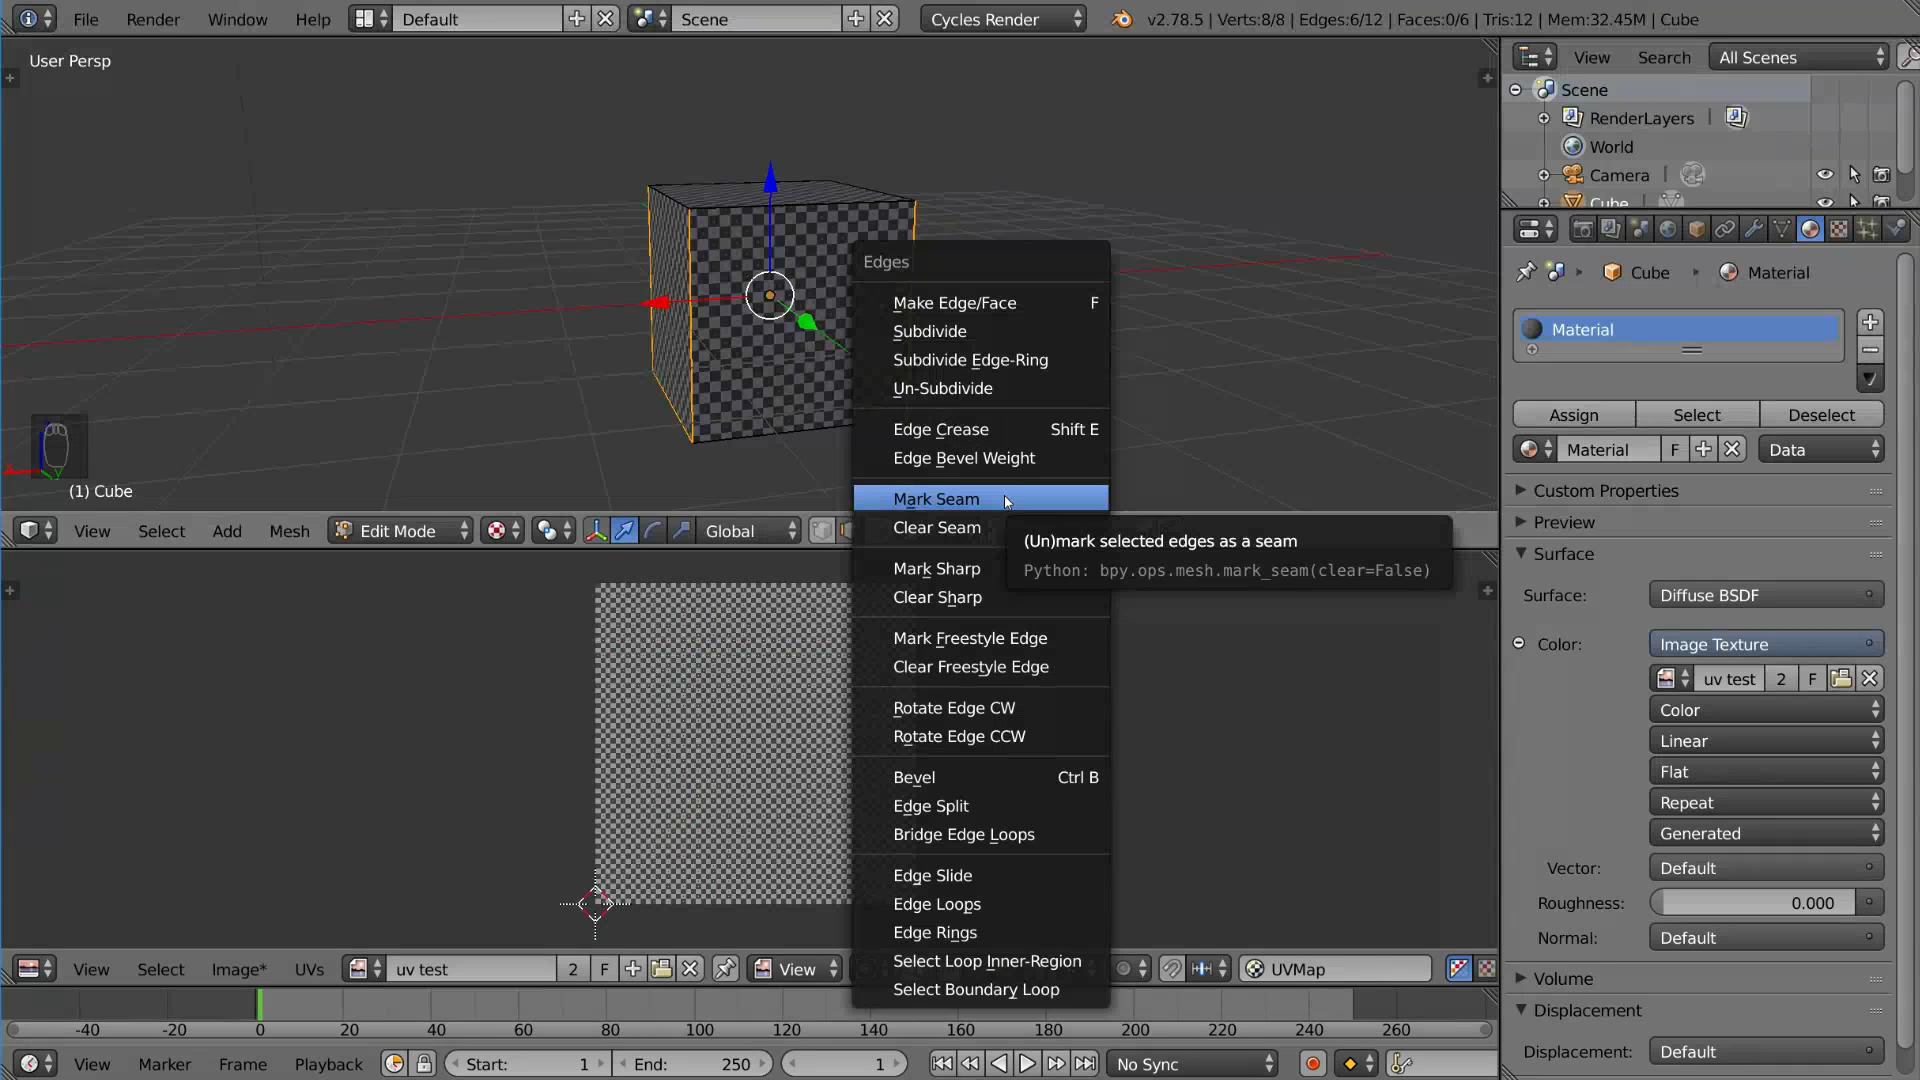 File Render Window Help Default Scene Cycles Render v2.78.5 | Verts:8/8 | Edges:6/12 | Faces:0/6 | Tris:12 | Mem:32.45M | Cube
User Persp
View Search All Scenes
Scene
RenderLayers
World
Camera
Cube
Cube Material
Material
Assign Select Deselect
Material F Data
Custom Properties
Preview
Surface
Surface: Diffuse BSDF
Color: Image Texture
uv test 2 F
Color
Linear
Flat
Repeat
Generated
Vector: Default
Roughness: 0.000
Normal: Default
Volume
Displacement
Displacement: Default
Edges
Make Edge/Face F
Subdivide
Subdivide Edge-Ring
Un-Subdivide
Edge Crease Shift E
Edge Bevel Weight
Mark Seam
Clear Seam
Mark Sharp
Clear Sharp
Mark Freestyle Edge
Clear Freestyle Edge
Rotate Edge CW
Rotate Edge CCW
Bevel Ctrl B
Edge Split
Bridge Edge Loops
Edge Slide
Edge Loops
Edge Rings
Select Loop Inner-Region
Select Boundary Loop
(Un)mark selected edges as a seam
Python: bpy.ops.mesh.mark_seam(clear=False)
(1) Cube
View Select Add Mesh Edit Mode Global
View Select Image* UVs uv test 2 F View UVMap
-40 -20 0 20 40 60 80 100 120 140 160 180 200 220 240 260
View Marker Frame Playback Start: 1 End: 250 1 No Sync